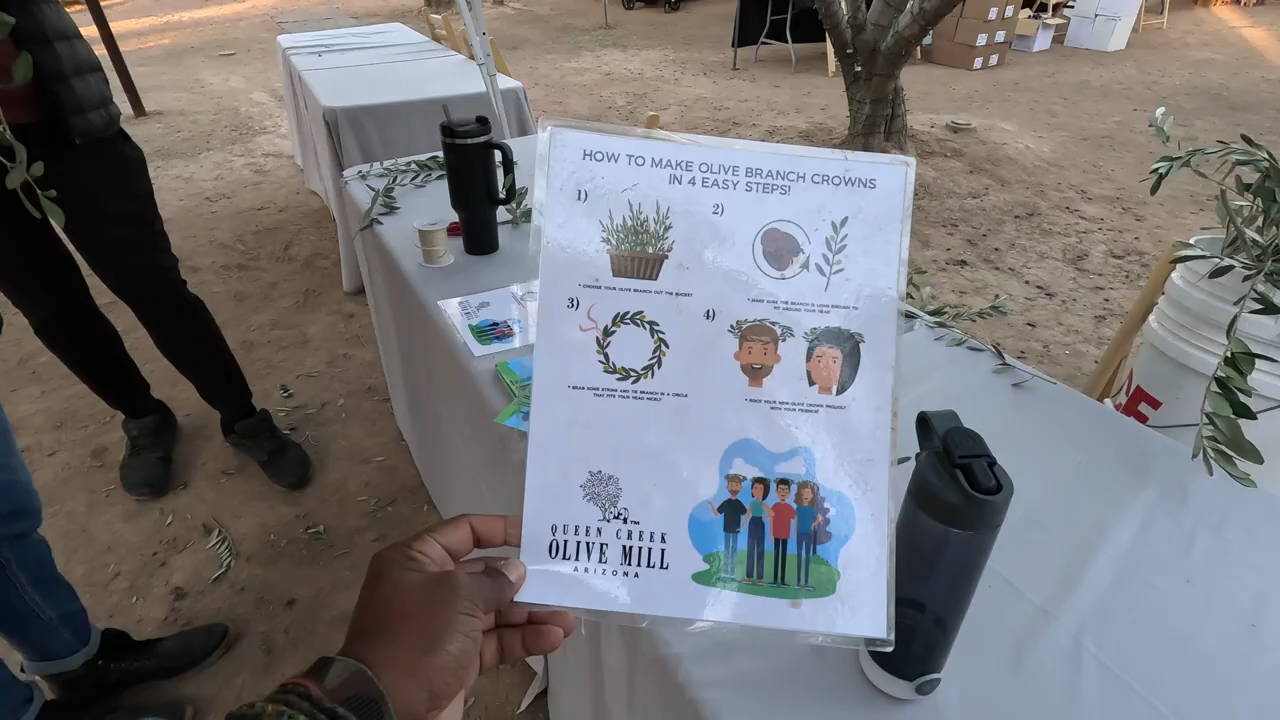 HOW TO MAKE OLIVE BRANCH CROWNS
IN 4 EASY STEPS!
1)
2)
• CHOOSE YOUR OLIVE BRANCH OUT THE BUCKET
• MAKE SURE THE BRANCH IS LONG ENOUGH TO
FIT AROUND YOUR HEAD
3)
4)
• GRAB SOME STRING AND TIE BRANCH IN A CIRCLE
THAT FITS YOUR HEAD NICELY
• ROCK YOUR NEW OLIVE CROWN PROUDLY
WITH YOUR FRIENDS!
TM
QUEEN CREEK
OLIVE MILL
ARIZONA